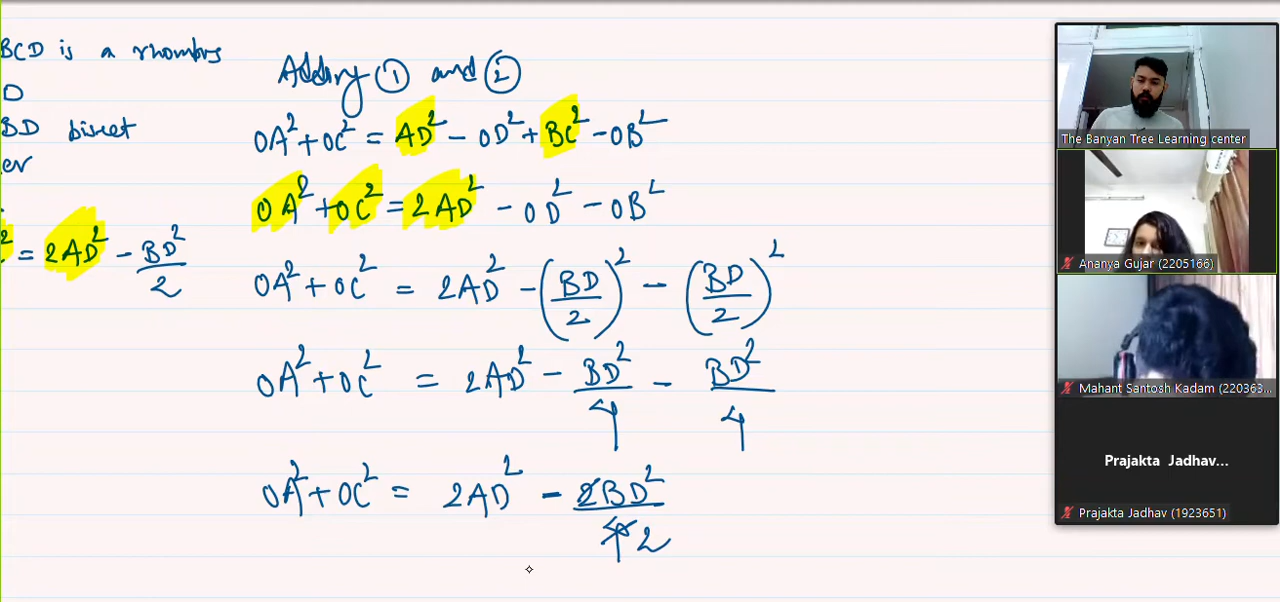 BCD is a rhombus
D
BD bisect
er
2 = 2AD² - BD²/2
Adding ① and ②
OA² + OC² = AD² - OD² + BC² - OB²
OA² + OC² = 2AD² - OD² - OB²
OA² + OC² = 2AD² - (BD/2)² - (BD/2)²
OA² + OC² = 2AD² - BD²/4 - BD²/4
OA² + OC² = 2AD² - 2BD²/4 2
The Banyan Tree Learning center
Ananya Gujar (2205166)
Mahant Santosh Kadam (220363...
Prajakta Jadhav...
Prajakta Jadhav (1923651)